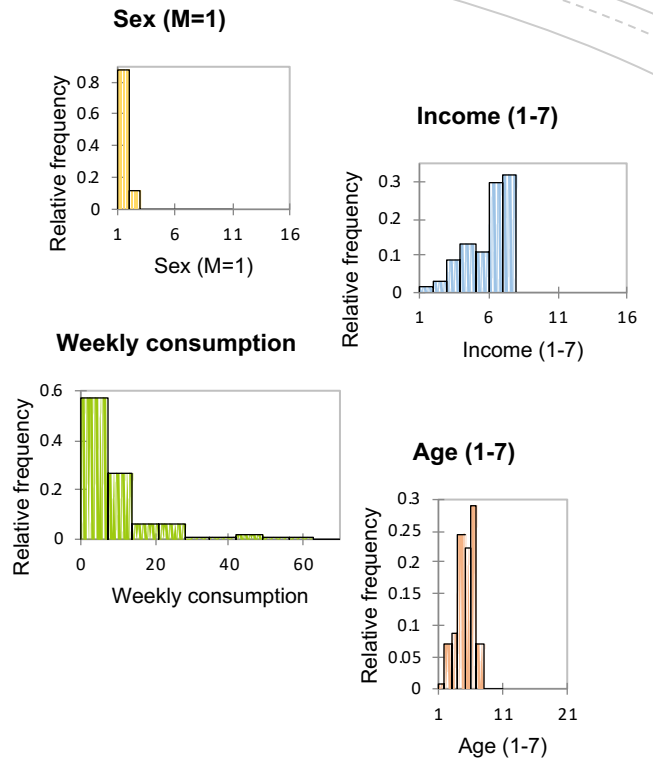 Sex (M=1)
Relative frequency
0.8
0.6
0.4
0.2
0
1 6 11 16
Sex (M=1)
Income (1-7)
Relative frequency
0.3
0.2
0.1
0
1 6 11 16
Income (1-7)
Weekly consumption
Relative frequency
0.6
0.4
0.2
0
0 20 40 60
Weekly consumption
Age (1-7)
Relative frequency
0.3
0.25
0.2
0.15
0.1
0.05
0
1 11 21
Age (1-7)